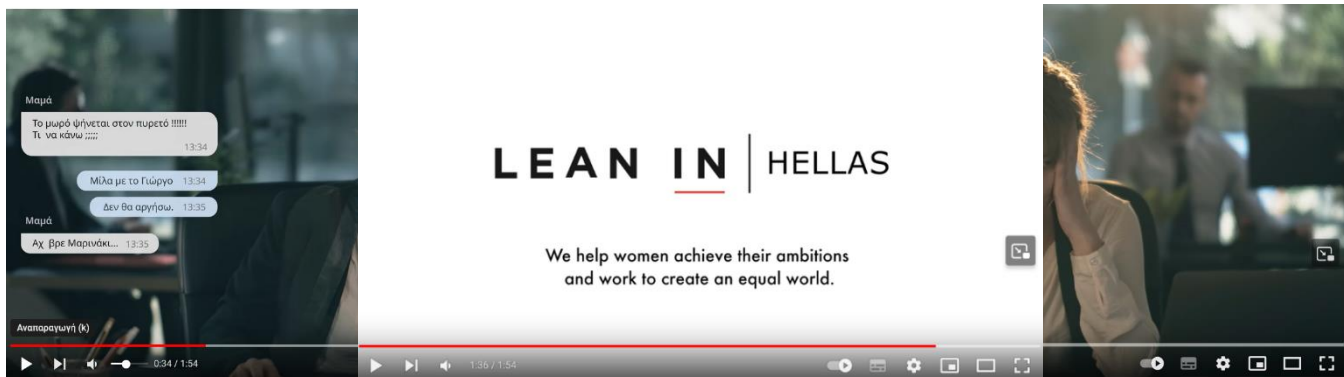 Μαμά
Το μωρό ψήνεται στον πυρετό !!!!!!
Τι να κάνω ;;;;;
13:34
Μίλα με το Γιώργο 13:34
Δεν θα αργήσω. 13:35
Μαμά
Αχ βρε Μαρινάκι... 13:35
Αναπαραγωγή (k)
0:34 / 1:54
LEAN IN | HELLAS
We help women achieve their ambitions
and work to create an equal world.
1:36 / 1:54